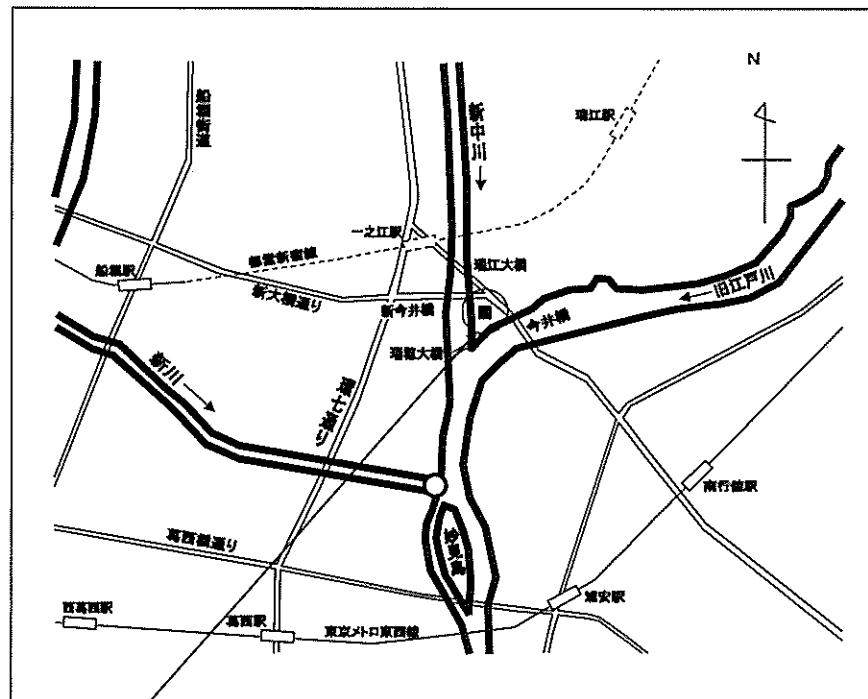 N
船堀街道
新中川
瑞江駅
一之江駅
都営新宿線
瑞江大橋
船堀駅
新大橋通り
新今井橋
今井橋
旧江戸川
瑞穂大橋
新川
環七通り
南行徳駅
葛西橋通り
妙見島
浦安駅
西葛西駅
葛西駅
東京メトロ東西線